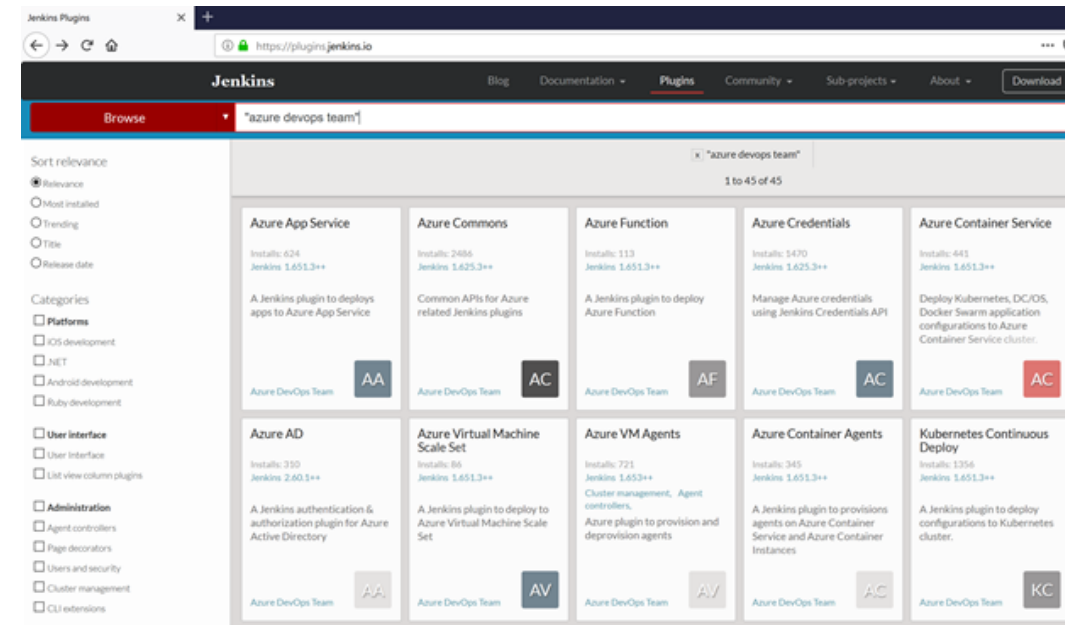 Jenkins Plugins
https://plugins.jenkins.io
Jenkins
Blog Documentation Plugins Community Sub-projects About Download
Browse
"azure devops team"
x "azure devops team"
1 to 45 of 45
Sort relevance
Relevance
Most installed
Trending
Title
Release date
Categories
Platforms
iOS development
.NET
Android development
Ruby development
User interface
User Interface
List view column plugins
Administration
Agent controllers
Page decorators
Users and security
Cluster management
CLI extensions
Azure App Service
Installs: 624
Jenkins 1.651.3++
A Jenkins plugin to deploys
apps to Azure App Service
AA
Azure DevOps Team
Azure Commons
Installs: 2486
Jenkins 1.625.3++
Common APIs for Azure
related Jenkins plugins
AC
Azure DevOps Team
Azure Function
Installs: 113
Jenkins 1.651.3++
A Jenkins plugin to deploy
Azure Function
AF
Azure DevOps Team
Azure Credentials
Installs: 1470
Jenkins 1.625.3++
Manage Azure credentials
using Jenkins Credentials API
AC
Azure DevOps Team
Azure Container Service
Installs: 441
Jenkins 1.651.3++
Deploy Kubernetes, DC/OS,
Docker Swarm application
configurations to Azure
Container Service cluster.
AC
Azure DevOps Team
Azure AD
Installs: 310
Jenkins 2.60.1++
A Jenkins authentication &
authorization plugin for Azure
Active Directory
AA
Azure DevOps Team
Azure Virtual Machine
Scale Set
Installs: 86
Jenkins 1.651.3++
A Jenkins plugin to deploy to
Azure Virtual Machine Scale
Set
AV
Azure DevOps Team
Azure VM Agents
Installs: 721
Jenkins 1.653++
Cluster management, Agent
controllers,
Azure plugin to provision and
deprovision agents
AV
Azure DevOps Team
Azure Container Agents
Installs: 345
Jenkins 1.651.3++
A Jenkins plugin to provisions
agents on Azure Container
Service and Azure Container
Instances
AC
Azure DevOps Team
Kubernetes Continuous
Deploy
Installs: 1356
Jenkins 1.651.3++
A Jenkins plugin to deploy
configurations to Kubernetes
cluster.
KC
Azure DevOps Team